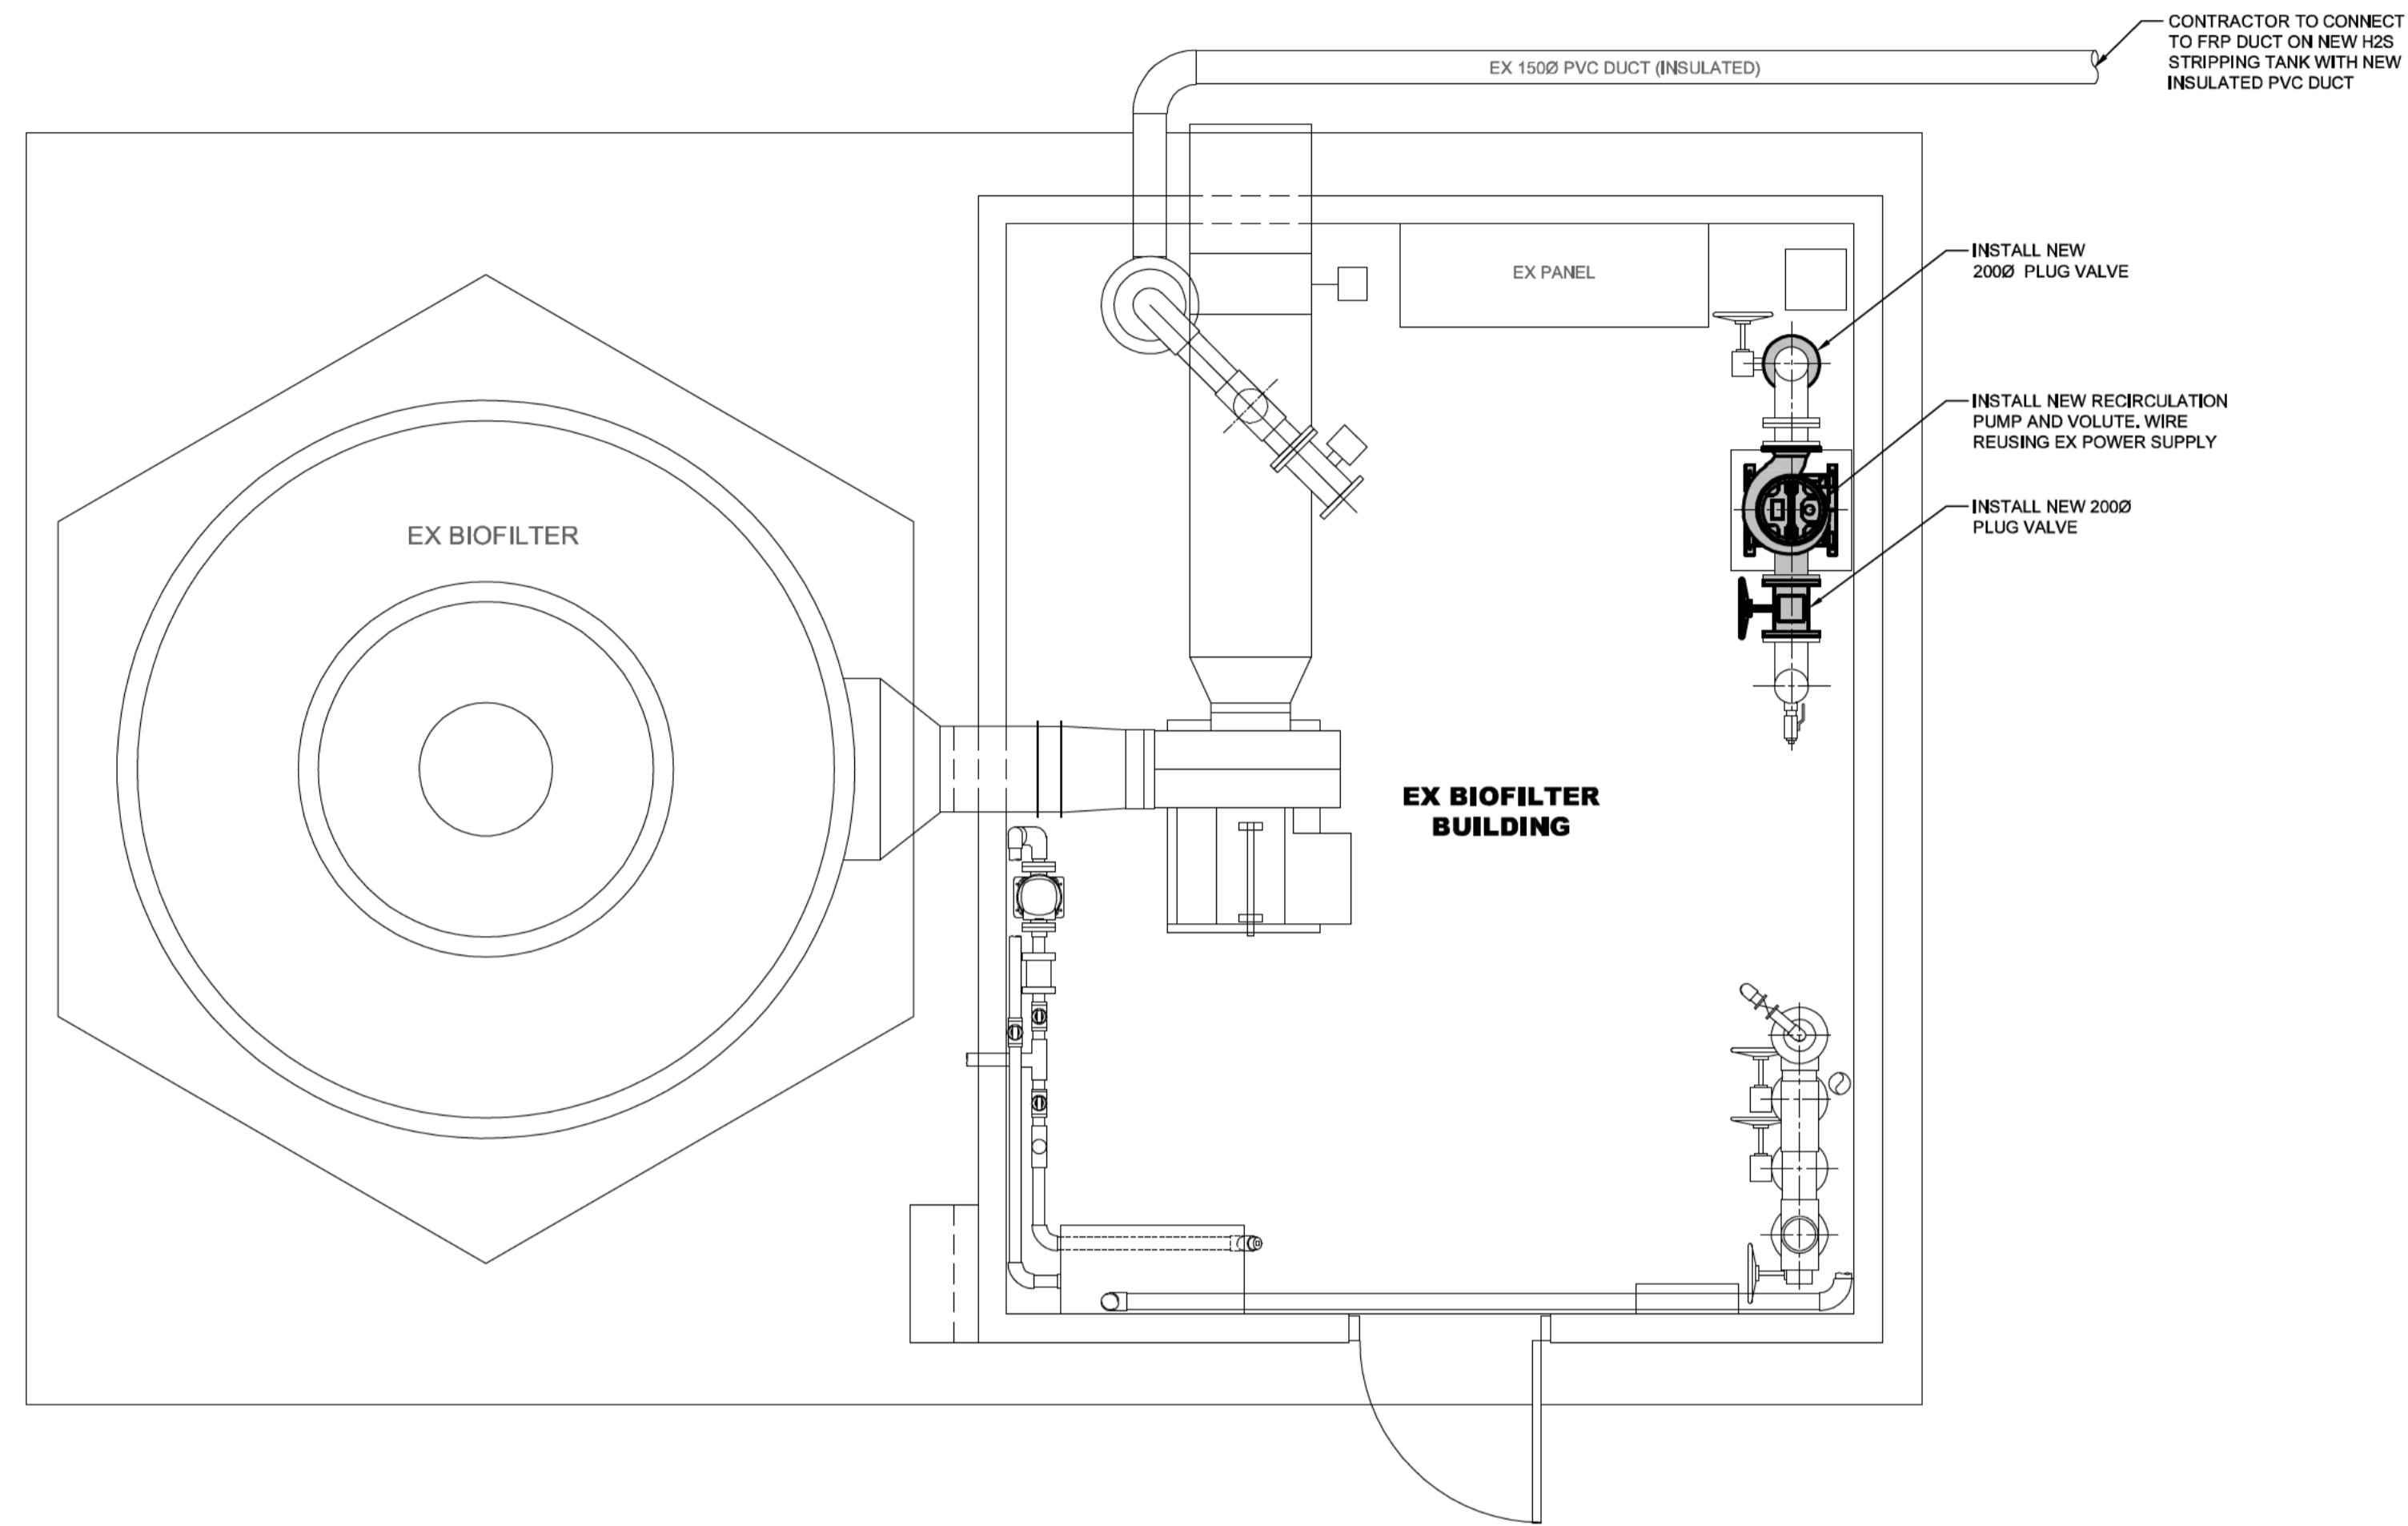 CONTRACTOR TO CONNECT
TO FRP DUCT ON NEW H2S
STRIPPING TANK WITH NEW
INSULATED PVC DUCT
EX 150Ø PVC DUCT (INSULATED)
INSTALL NEW
200Ø PLUG VALVE
EX PANEL
INSTALL NEW RECIRCULATION
PUMP AND VOLUTE. WIRE
REUSING EX POWER SUPPLY
INSTALL NEW 200Ø
PLUG VALVE
EX BIOFILTER
EX BIOFILTER
BUILDING